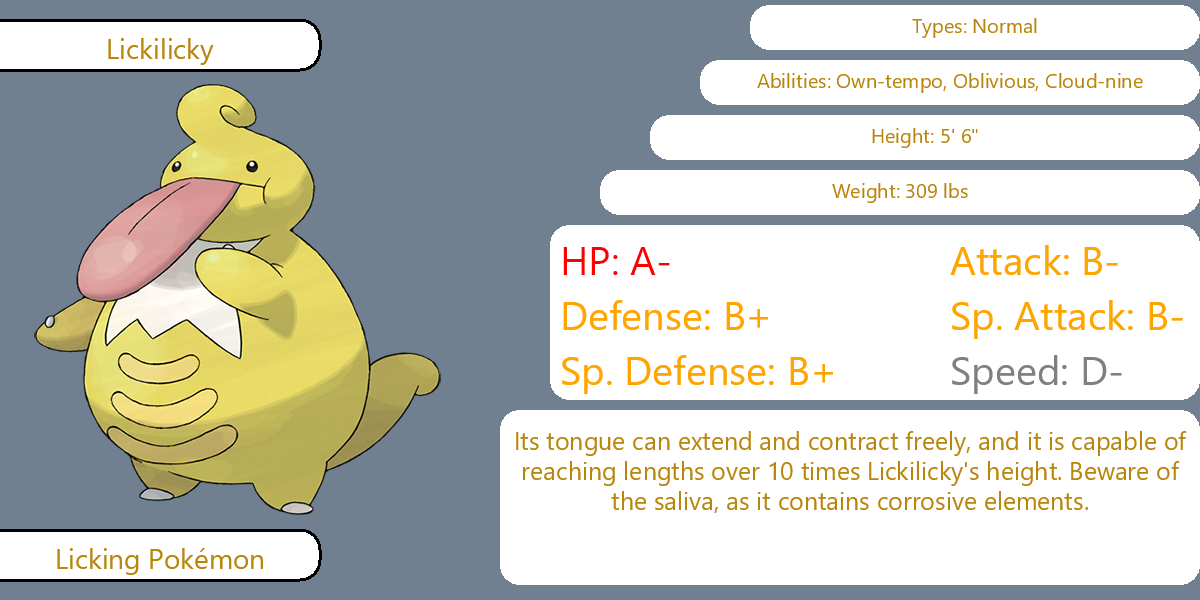 Lickilicky
Types: Normal
Abilities: Own-tempo, Oblivious, Cloud-nine
Height: 5' 6"
Weight: 309 lbs
HP: A-
Attack: B-
Defense: B+
Sp. Attack: B-
Sp. Defense: B+
Speed: D-
Its tongue can extend and contract freely, and it is capable of
reaching lengths over 10 times Lickilicky's height. Beware of
the saliva, as it contains corrosive elements.
Licking Pokémon